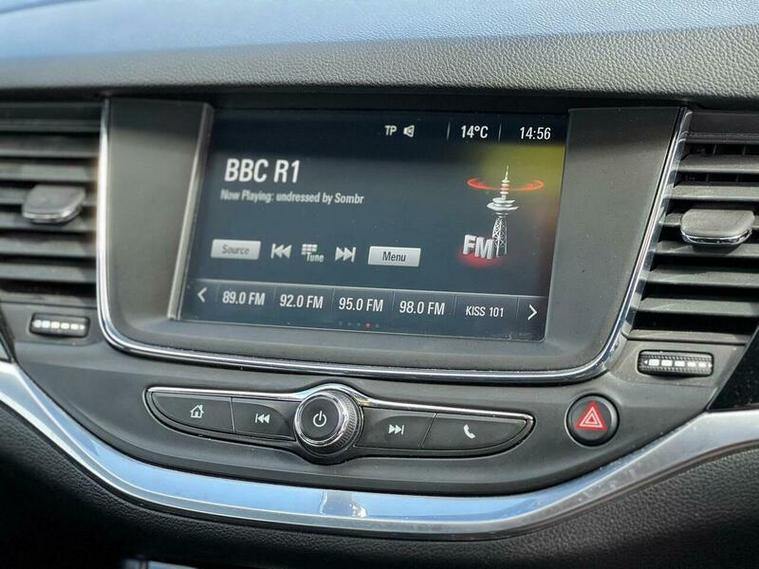 TP 14°C 14:56
BBC R1
Now Playing: undressed by Sombr
FM
Source Tune Menu
89.0 FM 92.0 FM 95.0 FM 98.0 FM KISS 101